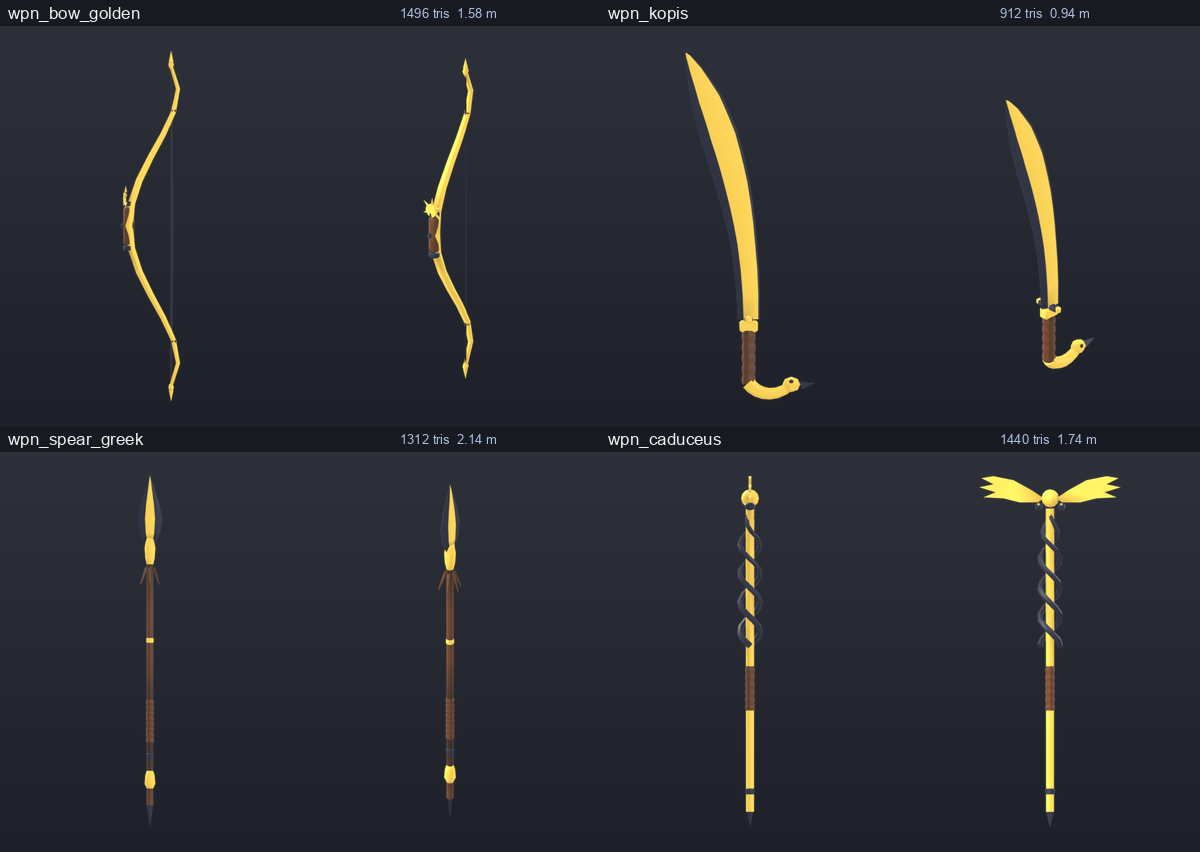 wpn_bow_golden 1496 tris 1.58 m
wpn_kopis 912 tris 0.94 m
wpn_spear_greek 1312 tris 2.14 m
wpn_caduceus 1440 tris 1.74 m